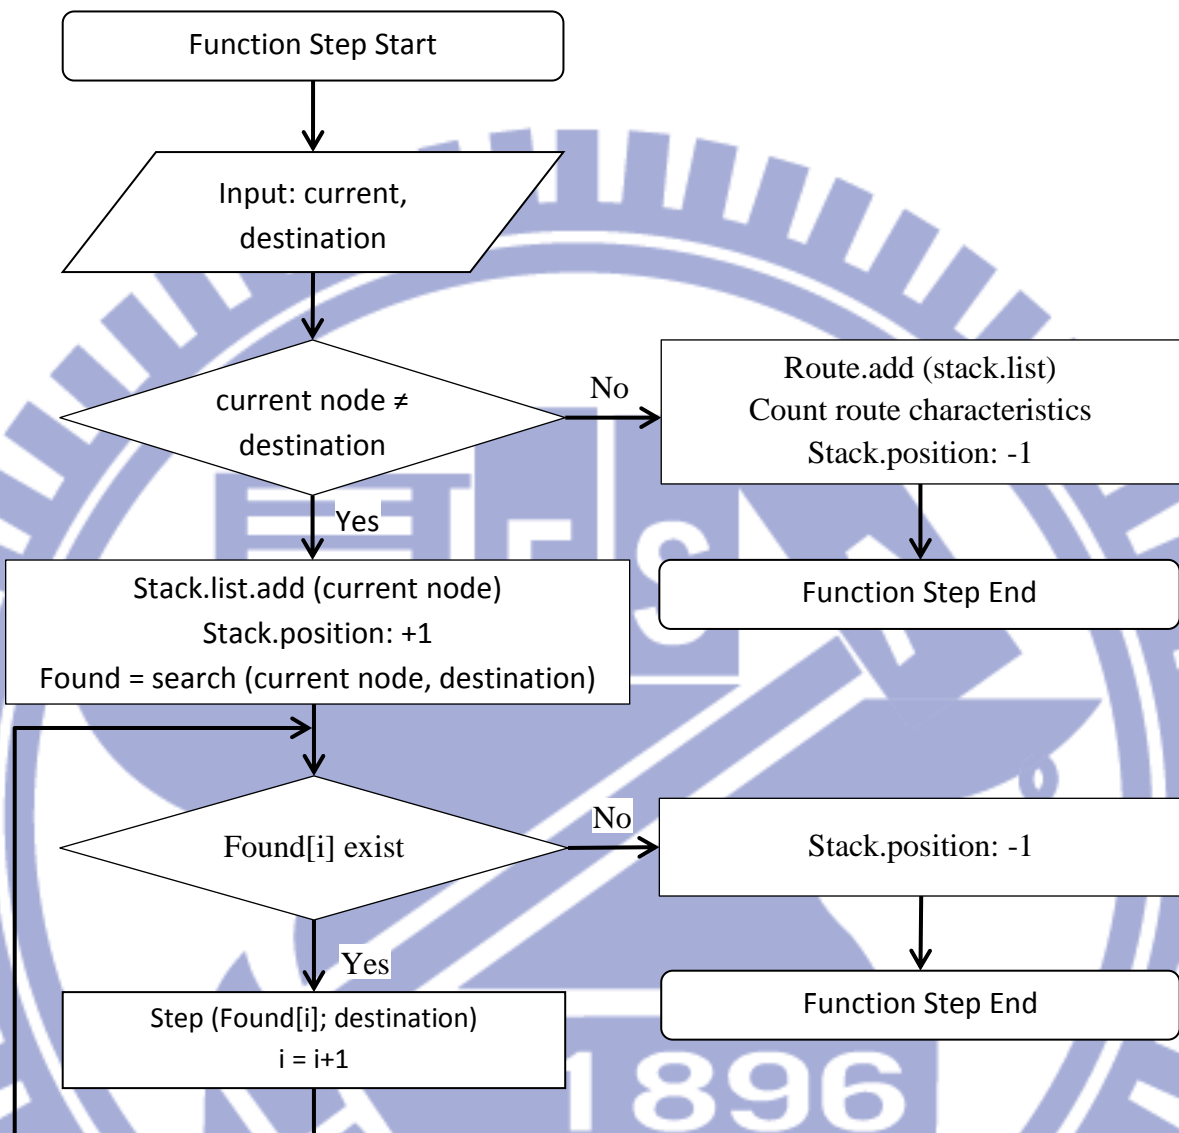 Function Step Start
Input: current,
destination
current node ≠
destination
No
Route.add (stack.list)
Count route characteristics
Stack.position: -1
Yes
Function Step End
Stack.list.add (current node)
Stack.position: +1
Found = search (current node, destination)
Found[i] exist
No
Stack.position: -1
Yes
Function Step End
Step (Found[i]; destination)
i = i+1
1896